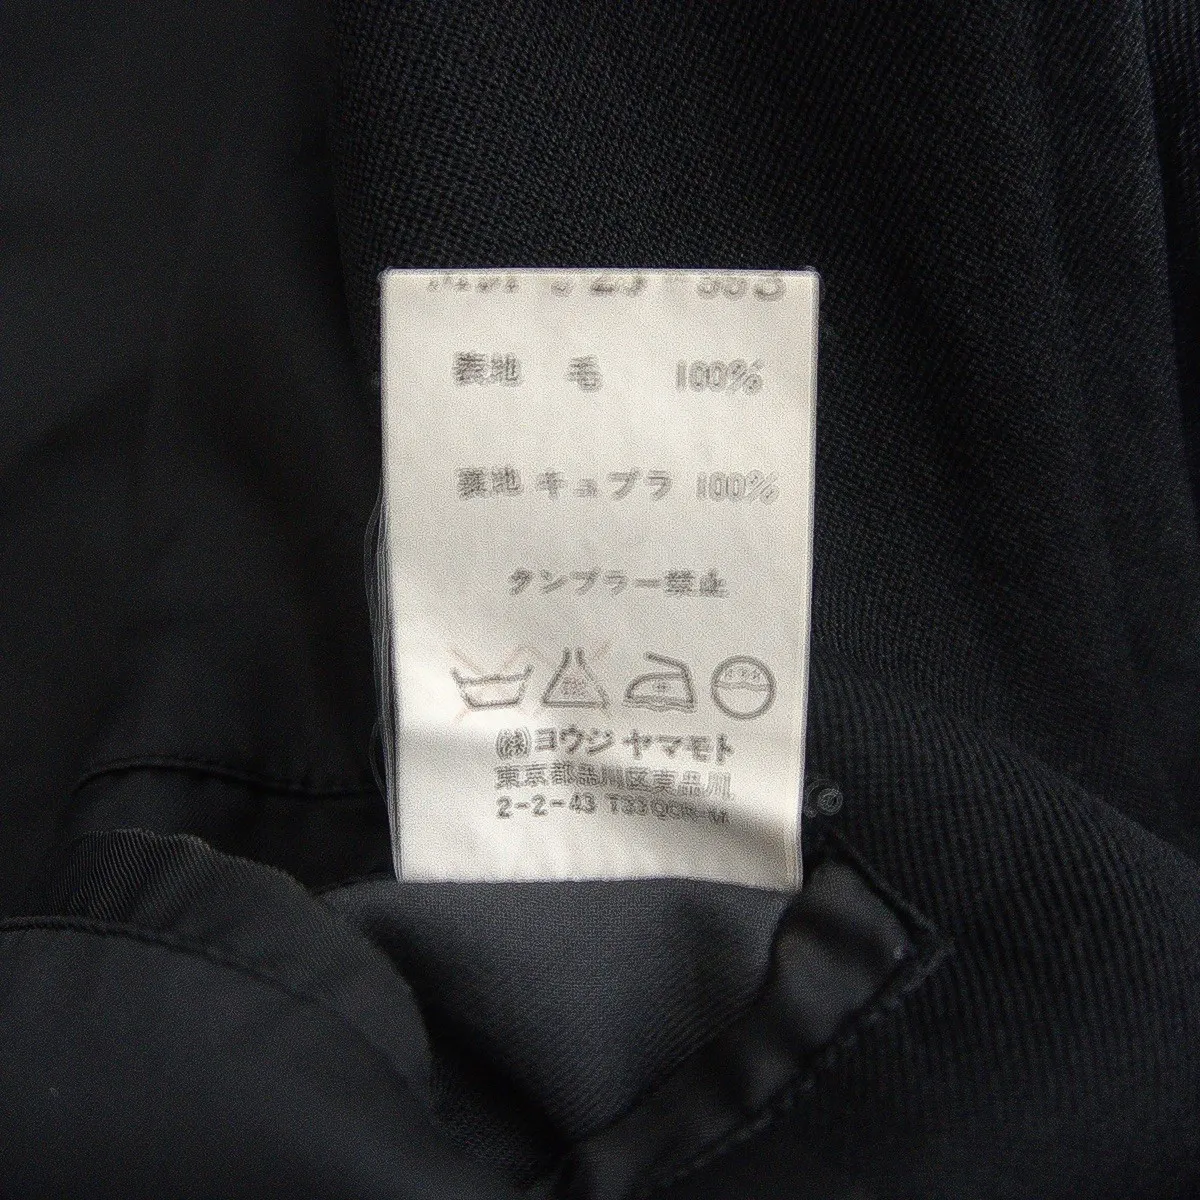 表地 毛 100%
裏地 キュプラ 100%
タンブラー禁止
(株)ヨウジ ヤマモト
東京都品川区東品川
2-2-43